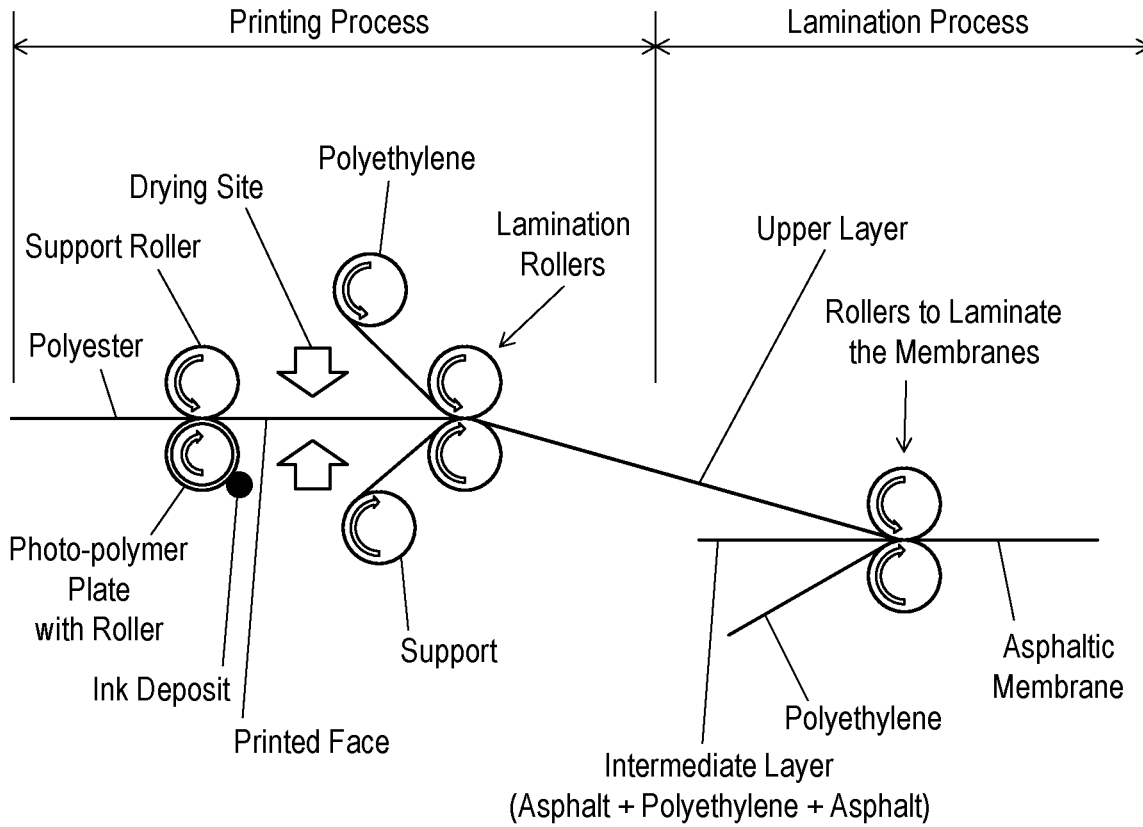 Printing Process
Lamination Process
Polyethylene
Drying Site
Support Roller
Lamination
Rollers
Upper Layer
Polyester
Rollers to Laminate
the Membranes
Photo-polymer
Plate
with Roller
Support
Ink Deposit
Printed Face
Asphaltic
Membrane
Polyethylene
Intermediate Layer
(Asphalt + Polyethylene + Asphalt)